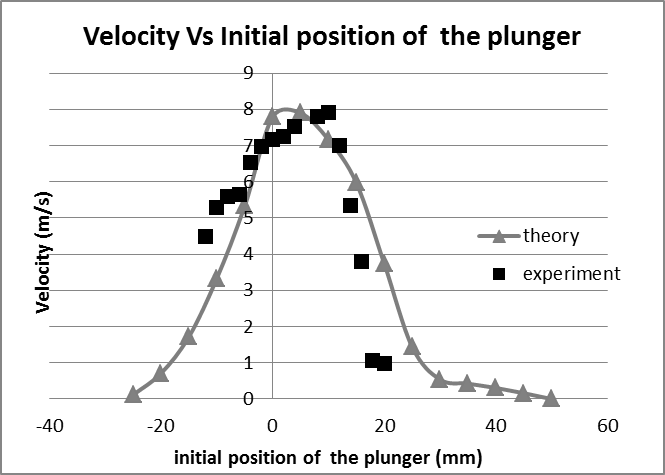 Velocity Vs Initial position of the plunger
9
8
7
6
5
4
3
2
1
0
Velocity (m/s)
-40 -20 0 20 40 60
initial position of the plunger (mm)
theory
experiment